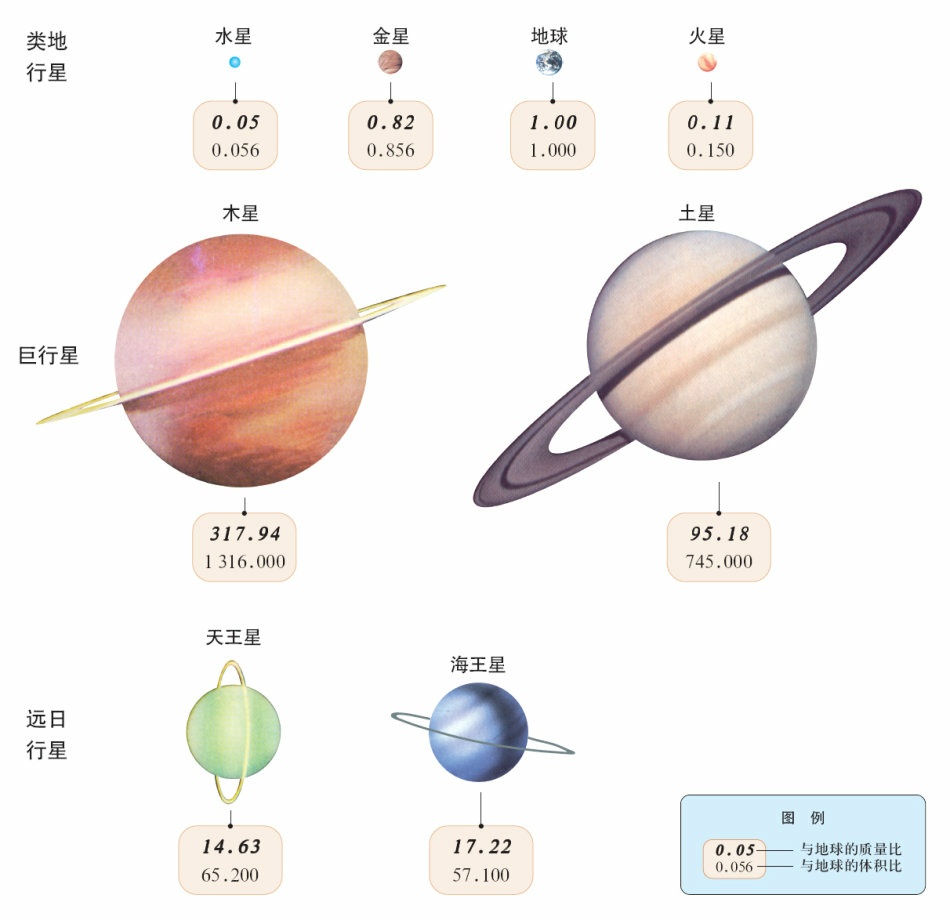 类地
行星
水星
金星
地球
火星
0.05
0.056
0.82
0.856
1.00
1.000
0.11
0.150
巨行星
木星
土星
317.94
1 316.000
95.18
745.000
远日
行星
天王星
海王星
14.63
65.200
17.22
57.100
图 例
0.05 与地球的质量比
0.056 与地球的体积比